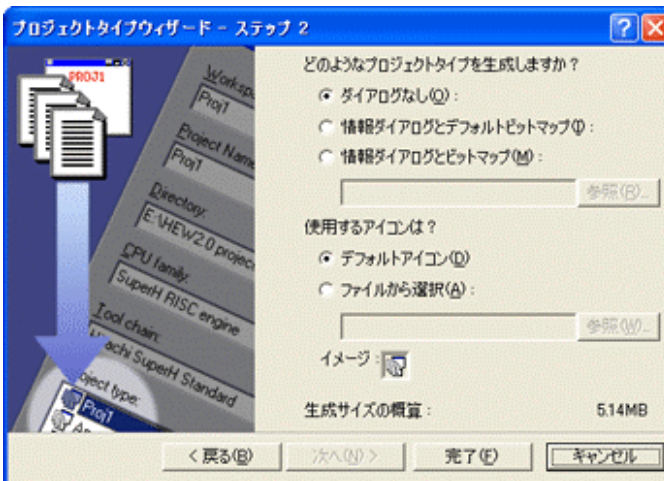 プロジェクトタイプウィザード - ステップ 2
PROJ1
Workspa
Proj1
Project Name
Proj1
Directory:
E:\HEW2.0 projec
CPU family:
SuperH RISC engine
Tool chain:
Hitachi SuperH Standard
oject type:
Proj1
どのようなプロジェクトタイプを生成しますか？
ダイアログなし(O)：
情報ダイアログとデフォルトビットマップ(I)：
情報ダイアログとビットマップ(M)：
参照(R)...
使用するアイコンは？
デフォルトアイコン(D)
ファイルから選択(A)：
参照(W)...
イメージ：
生成サイズの概算： 5.14MB
< 戻る(B)
次へ(N) >
完了(F)
キャンセル